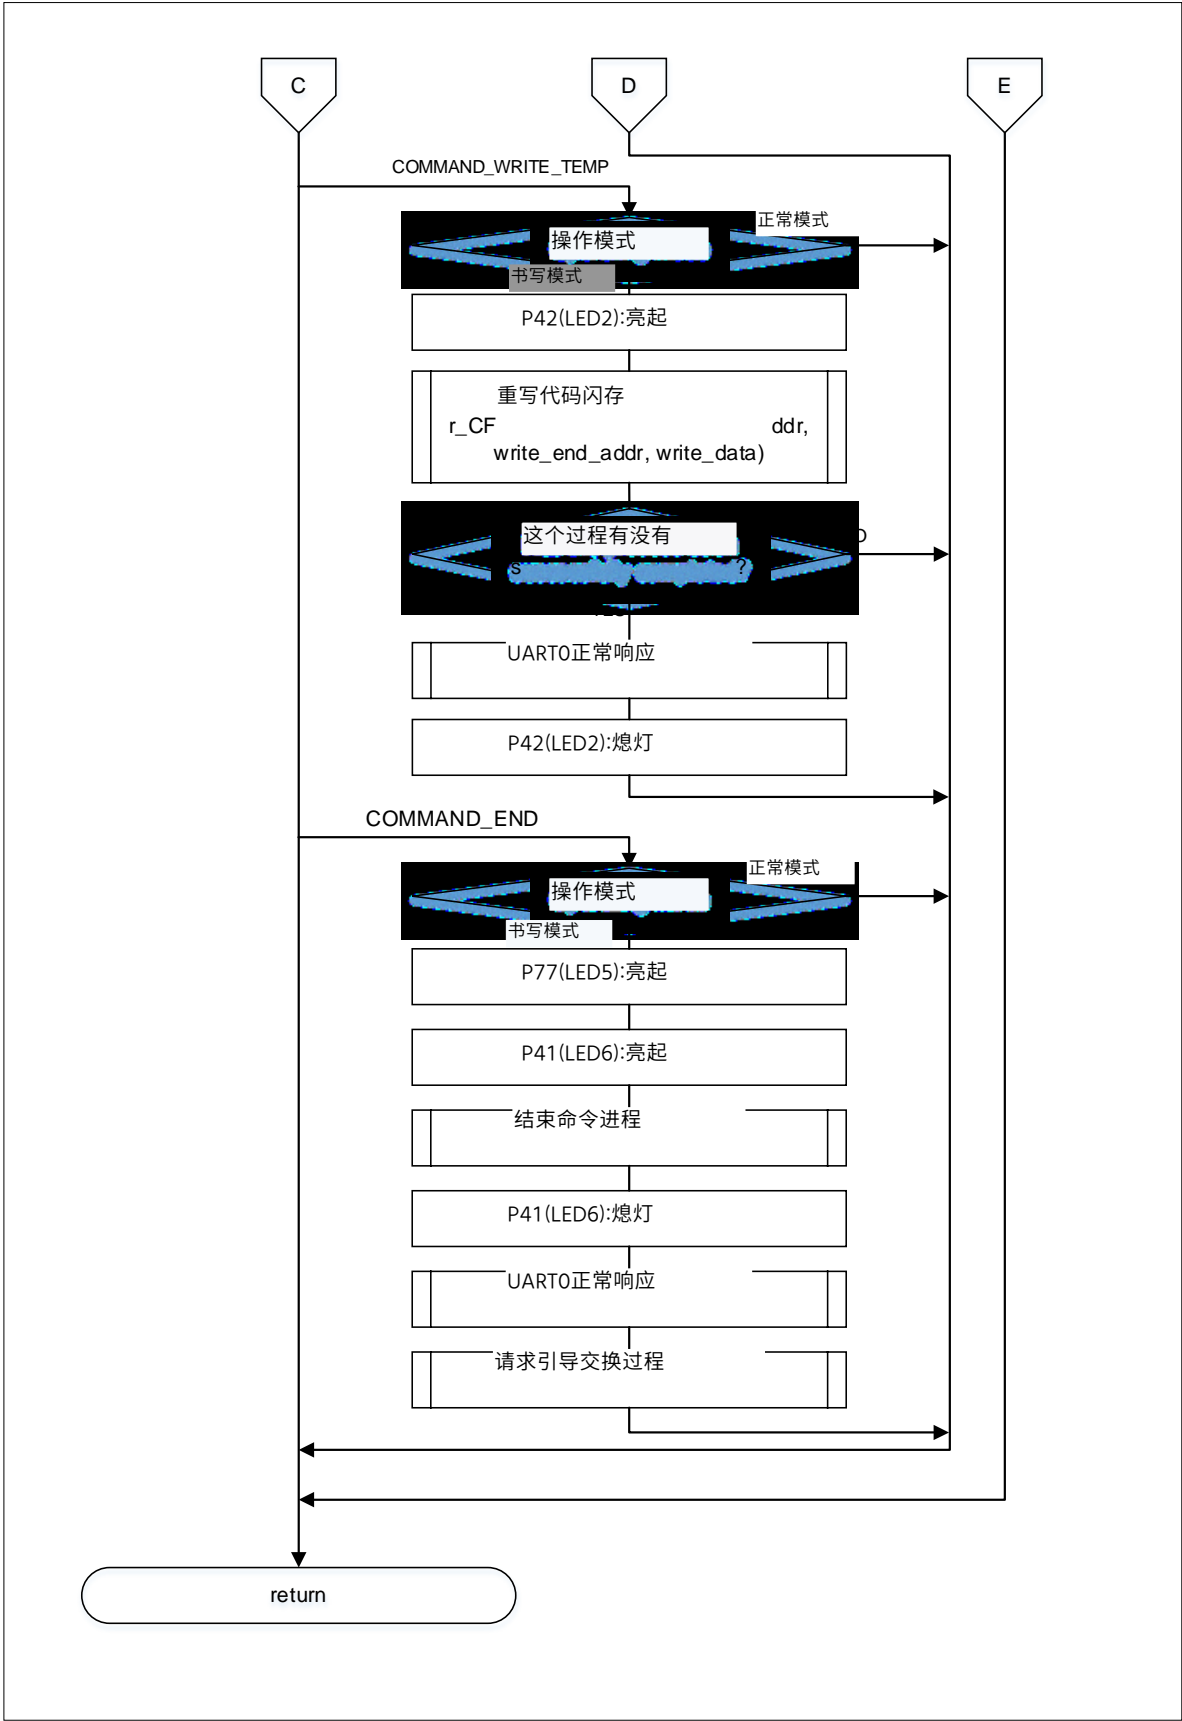 C
D
E
COMMAND_WRITE_TEMP
正常模式
操作模式
书写模式
P42(LED2):亮起
重写代码闪存
r_CF ddr,
write_end_addr, write_data)
这个过程有没有
s ?
UART0正常响应
P42(LED2):熄灯
COMMAND_END
正常模式
操作模式
书写模式
P77(LED5):亮起
P41(LED6):亮起
结束命令进程
P41(LED6):熄灯
UART0正常响应
请求引导交换过程
return